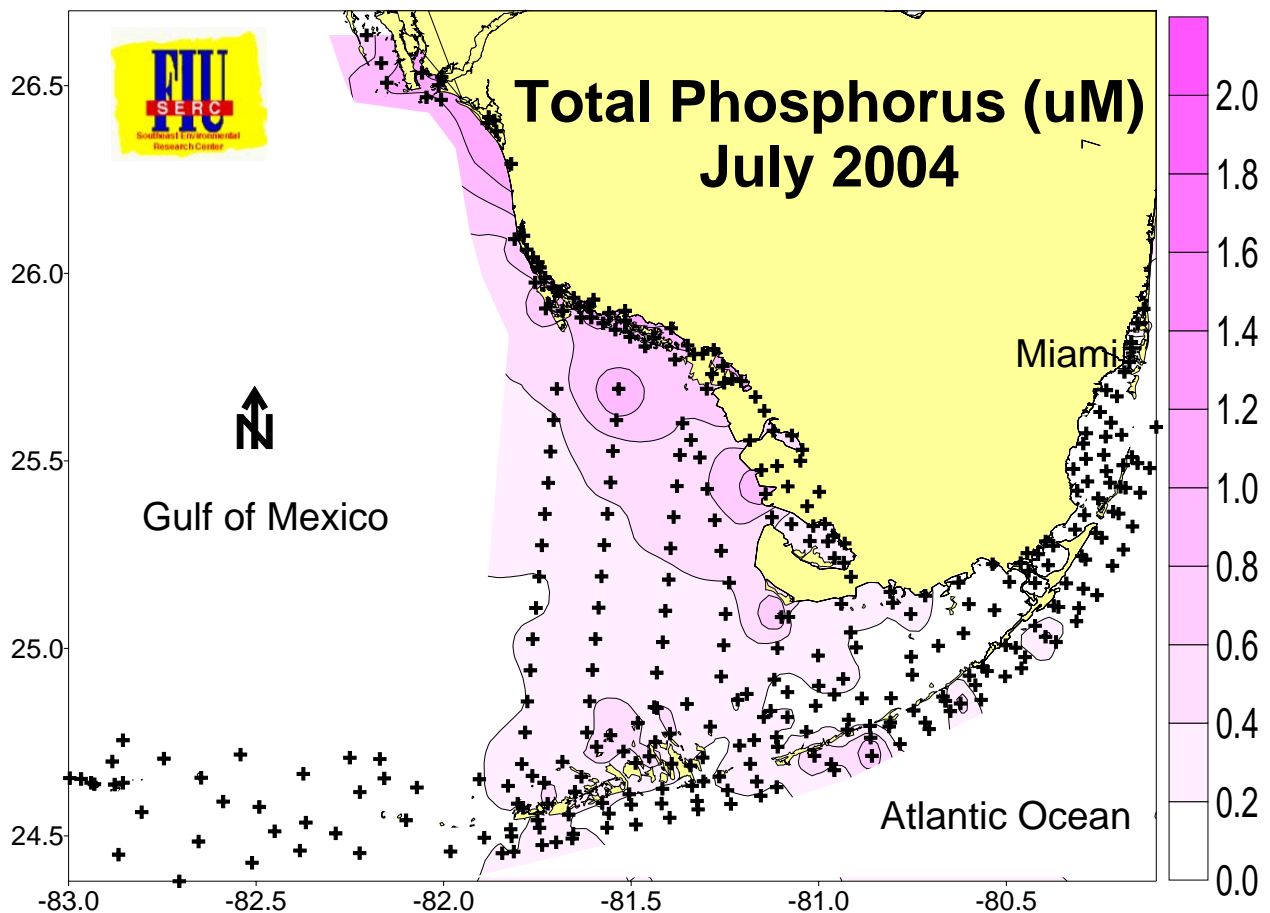 FIU
SERC
Southeast Environmental
Research Center
Total Phosphorus (uM)
July 2004
N
Miami
Gulf of Mexico
Atlantic Ocean
26.5
26.0
25.5
25.0
24.5
-83.0
-82.5
-82.0
-81.5
-81.0
-80.5
2.0
1.8
1.6
1.4
1.2
1.0
0.8
0.6
0.4
0.2
0.0